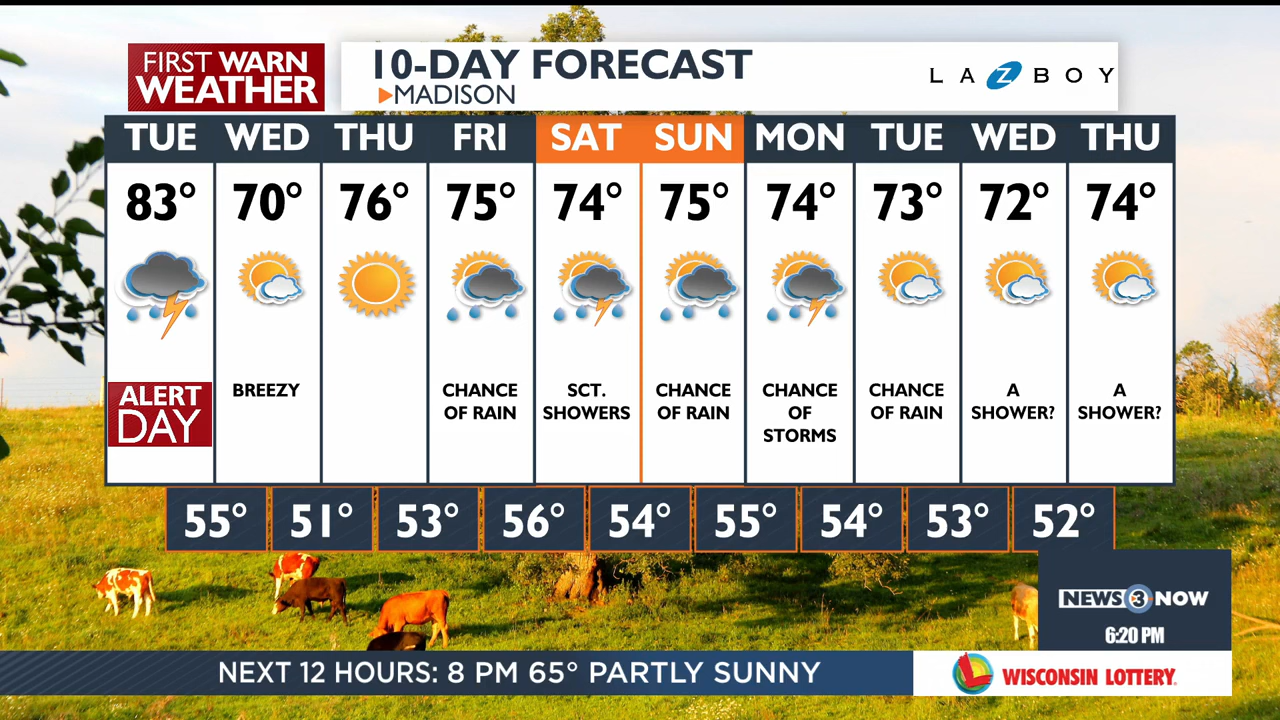 FIRST WARN
WEATHER
10-DAY FORECAST
MADISON
LA Z BOY
TUE WED THU FRI SAT SUN MON TUE WED THU
83° 70° 76° 75° 74° 75° 74° 73° 72° 74°
ALERT
DAY
BREEZY
CHANCE
OF RAIN
SCT.
SHOWERS
CHANCE
OF RAIN
CHANCE
OF
STORMS
CHANCE
OF RAIN
A
SHOWER?
A
SHOWER?
55° 51° 53° 56° 54° 55° 54° 53° 52°
NEWS 3 NOW
6:20 PM
NEXT 12 HOURS: 8 PM 65° PARTLY SUNNY
WISCONSIN LOTTERY